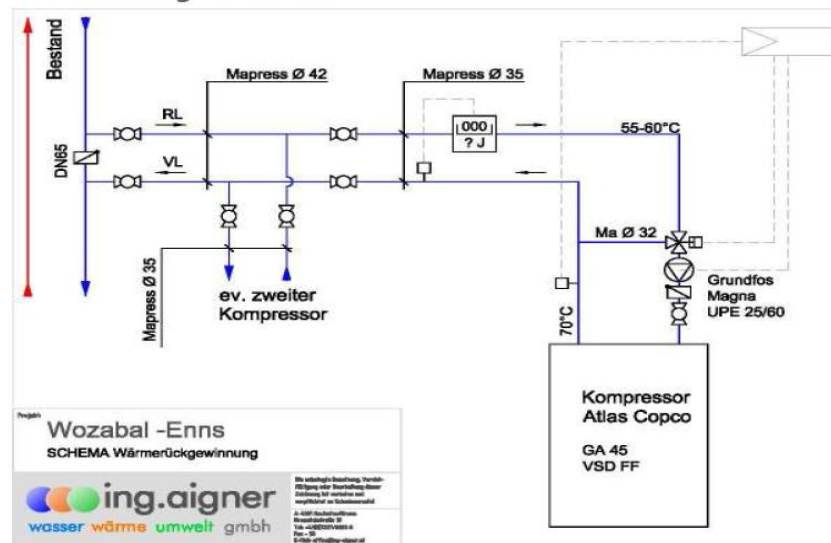 Bestand
Mapress Ø 42
Mapress Ø 35
RL
000
? J
55-60°C
DN65
VL
Ma Ø 32
Mapress Ø 35
ev. zweiter
Kompressor
70°C
Grundfos
Magna
UPE 25/60
Kompressor
Atlas Copco
GA 45
VSD FF
Projekt:
Wozabal -Enns
SCHEMA Wärmerückgewinnung
ing.aigner
wasser wärme umwelt gmbh